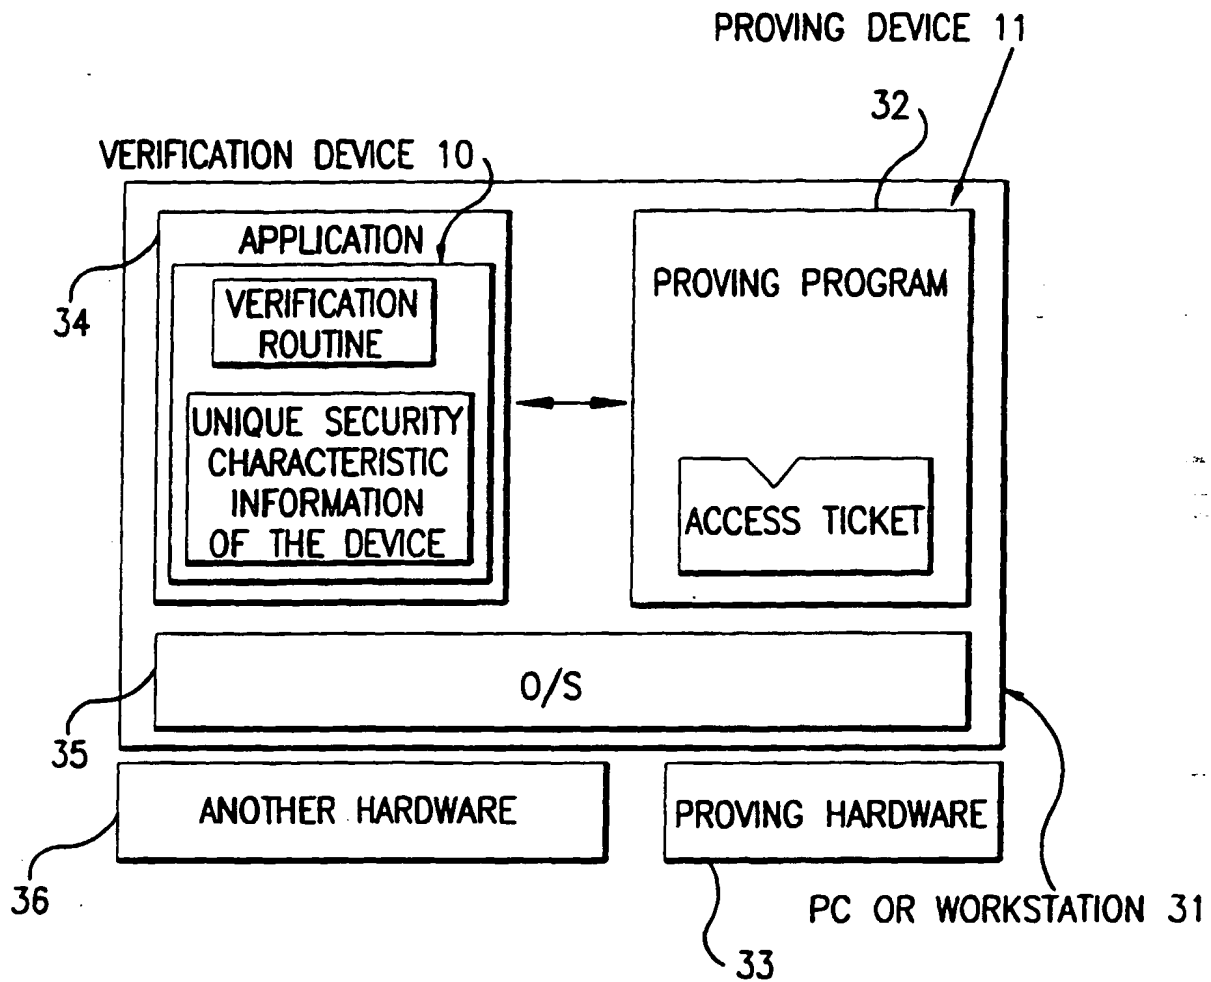 PROVING DEVICE 11
32
VERIFICATION DEVICE 10
APPLICATION
VERIFICATION
ROUTINE
34
UNIQUE SECURITY
CHARACTERISTIC
INFORMATION
OF THE DEVICE
PROVING PROGRAM
ACCESS TICKET
O/S
35
ANOTHER HARDWARE
PROVING HARDWARE
36
PC OR WORKSTATION 31
33